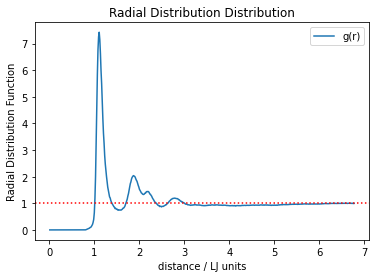 Radial Distribution Distribution
g(r)
7
6
5
4
3
2
1
0
Radial Distribution Function
0 1 2 3 4 5 6 7
distance / LJ units